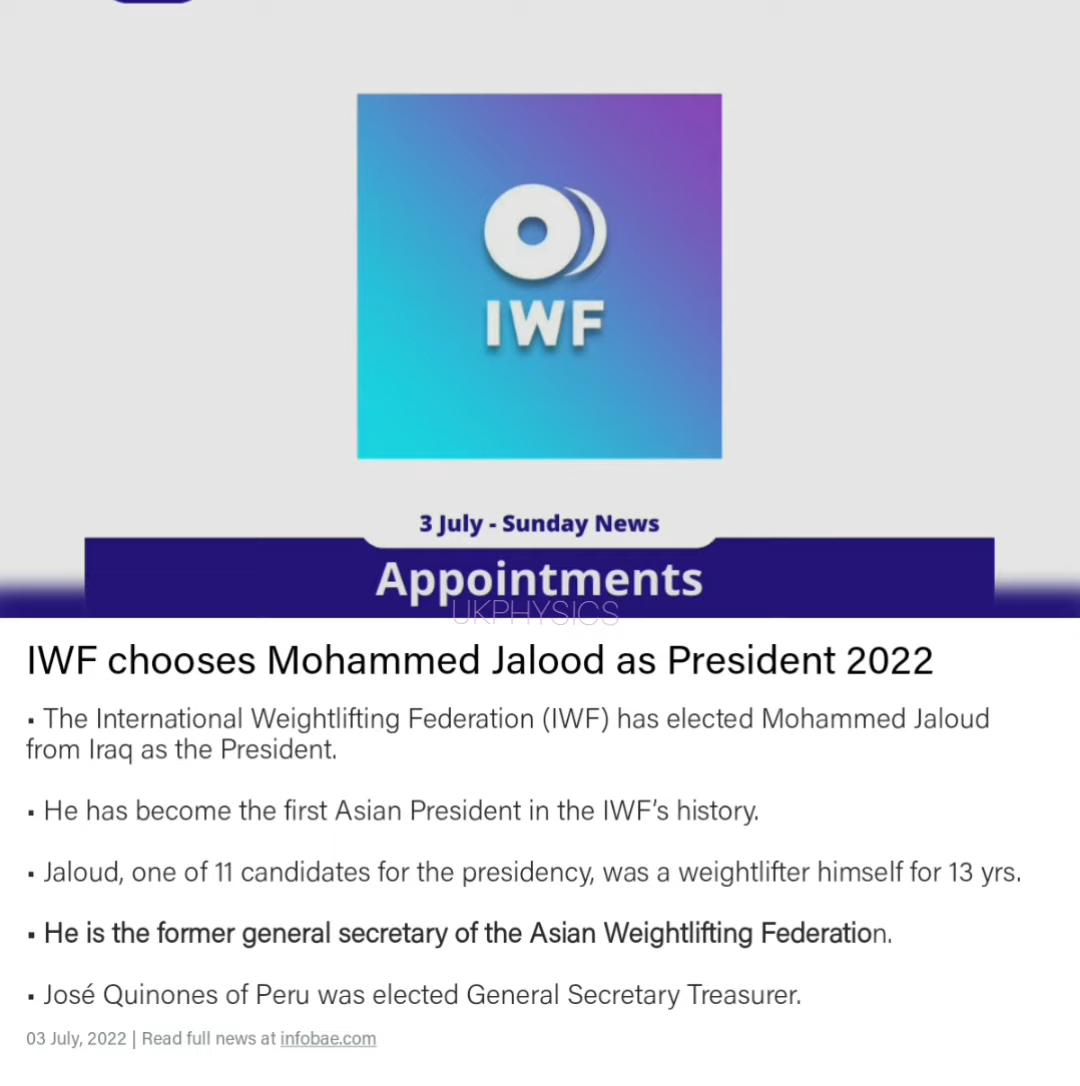 IWF
3 July - Sunday News
Appointments
UKPHYSICS
IWF chooses Mohammed Jalood as President 2022
▪ The International Weightlifting Federation (IWF) has elected Mohammed Jaloud
from Iraq as the President.
▪ He has become the first Asian President in the IWF’s history.
▪ Jaloud, one of 11 candidates for the presidency, was a weightlifter himself for 13 yrs.
▪ He is the former general secretary of the Asian Weightlifting Federation.
▪ José Quinones of Peru was elected General Secretary Treasurer.
03 July, 2022 | Read full news at infobae.com